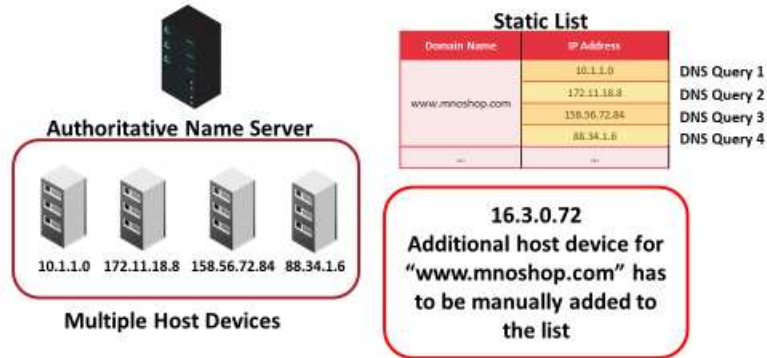 Static List
Domain Name IP Address
10.1.1.0 DNS Query 1
172.11.18.8 DNS Query 2
www.mnoshop.com
158.56.72.84 DNS Query 3
88.34.1.6 DNS Query 4
... ...
Authoritative Name Server
10.1.1.0 172.11.18.8 158.56.72.84 88.34.1.6
Multiple Host Devices
16.3.0.72
Additional host device for
“www.mnoshop.com” has
to be manually added to
the list